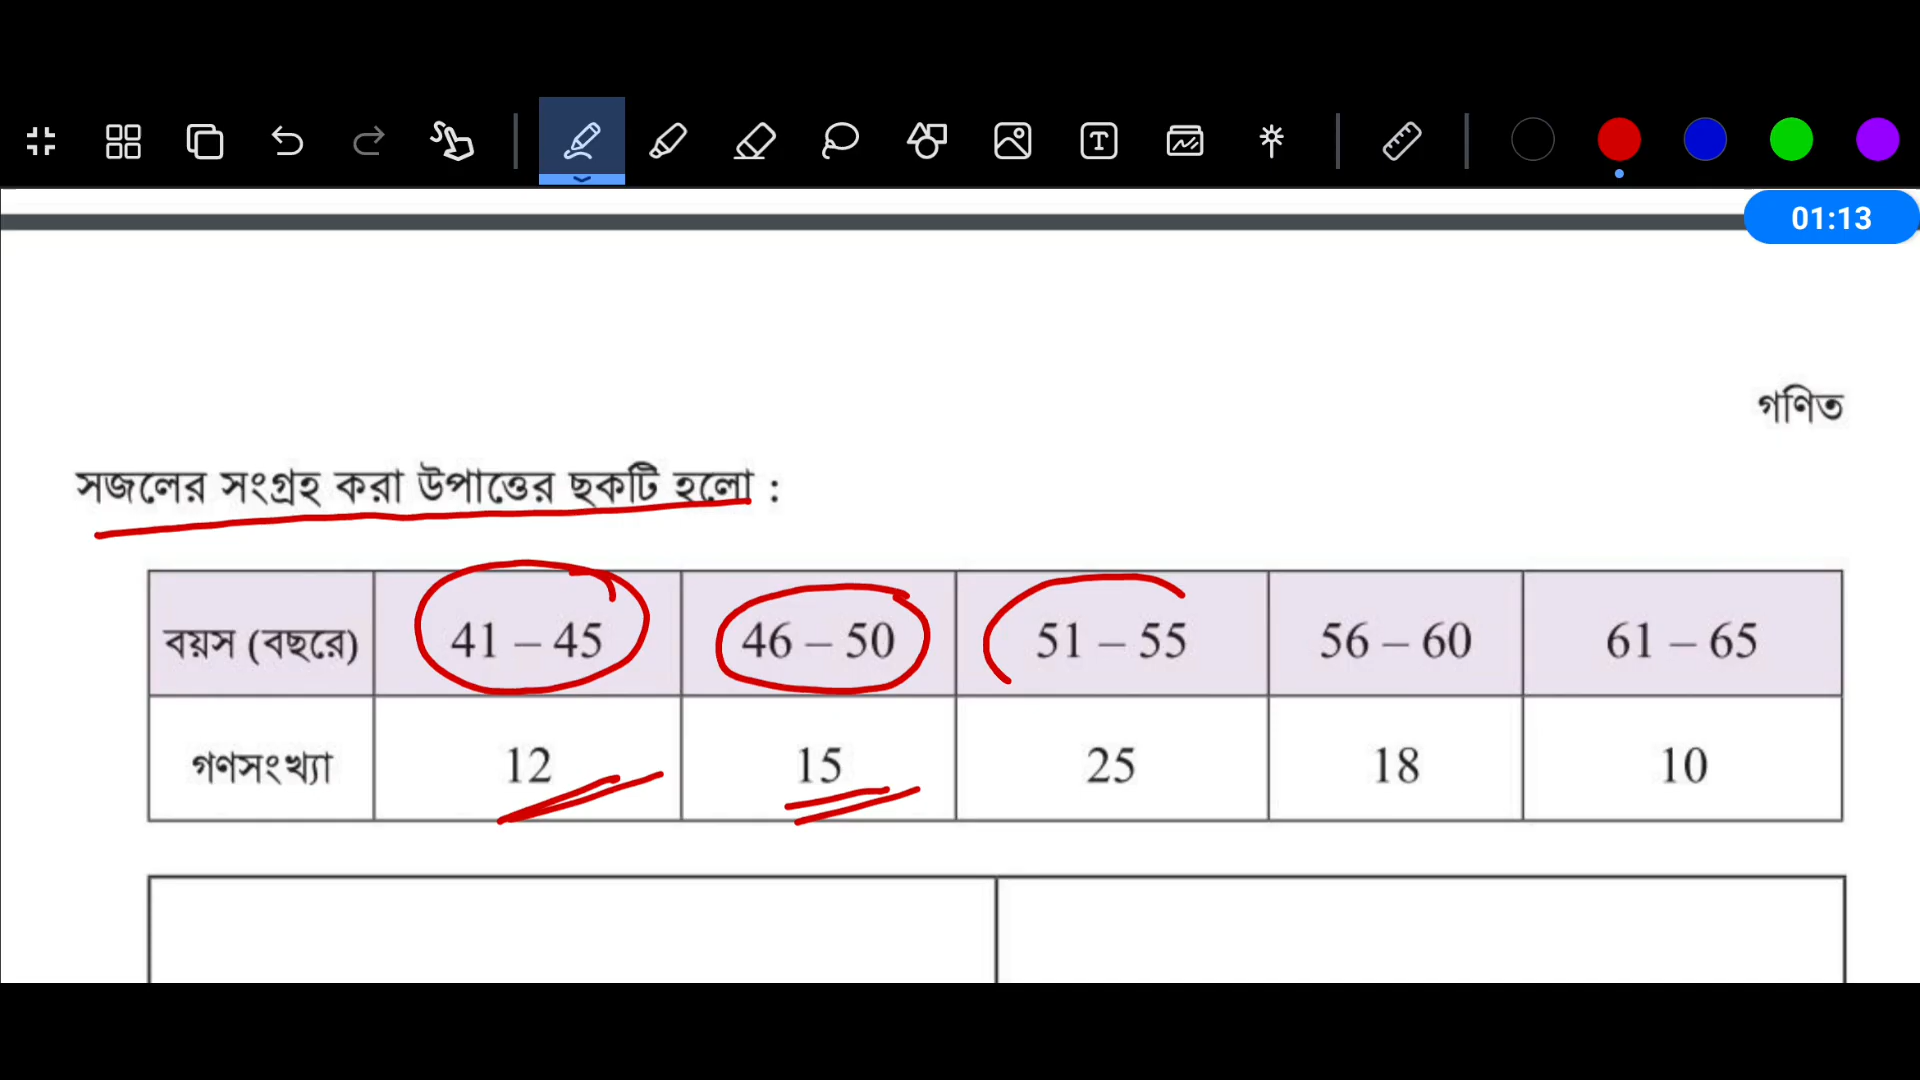 01:13
গণিত
সজলের সংগ্রহ করা উপাত্তের ছকটি হলো :
বয়স (বছরে) 41 – 45 46 – 50 51 – 55 56 – 60 61 – 65
গণসংখ্যা 12 15 25 18 10